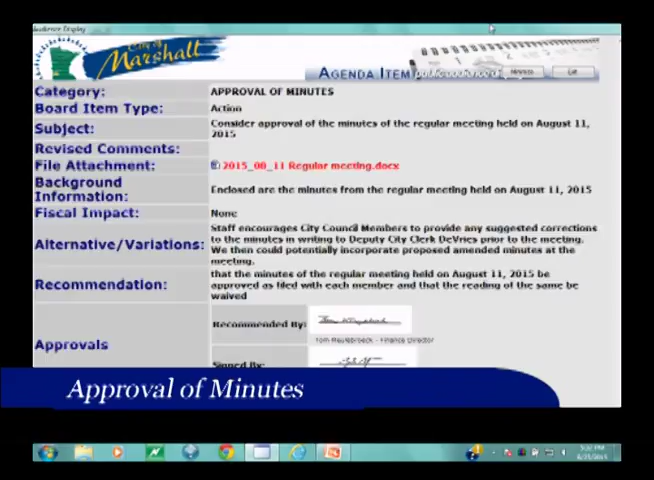 Audience Display
City of
Marshall
AGENDA ITEM
Minimize
Exit
Category: APPROVAL OF MINUTES
Board Item Type: Action
Subject: Consider approval of the minutes of the regular meeting held on August 11,
2015
Revised Comments:
File Attachment: 2015_08_11 Regular meeting.docx
Background
Information: Enclosed are the minutes from the regular meeting held on August 11, 2015
Fiscal Impact: None
Alternative/Variations: Staff encourages City Council Members to provide any suggested corrections
to the minutes in writing to Deputy City Clerk DeVries prior to the meeting.
We then could potentially incorporate proposed amended minutes at the
meeting.
Recommendation: that the minutes of the regular meeting held on August 11, 2015 be
approved as filed with each member and that the reading of the same be
waived
Approvals
Recommended By:
Tom Meulebroeck - Finance Director
Signed By:
Approval of Minutes